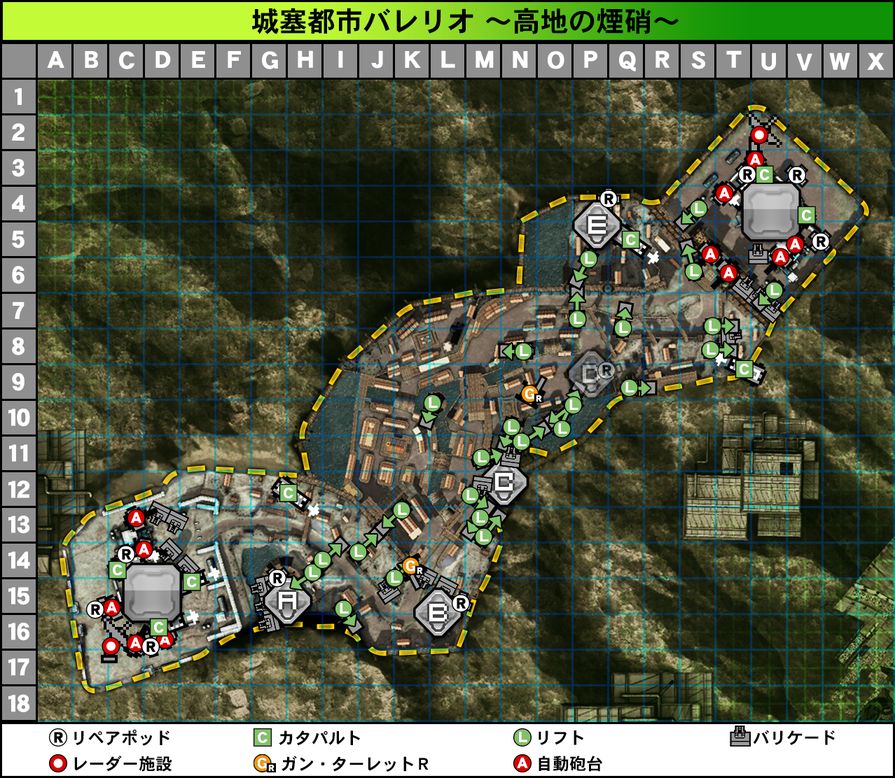 城塞都市バレリオ ～高地の煙硝～
A B C D E F G H I J K L M N O P Q R S T U V W X
1
2
3
4
5
6
7
8
9
10
11
12
13
14
15
16
17
18
R
R C R
A
A
R
L C
E
C
L
A A R
L
A
A
L
L
L
L
L
L
L
L
C
D R
L
GR
L
L
L
L
L
L
C
C
L
A
L
L
L
A
R
L
L
GR
C
L
R
L
C
A
B R
R A
L
C
A A
R
R リペアポッド
C カタパルト
L リフト
バリケード
レーダー施設
GR ガン・ターレットR
A 自動砲台